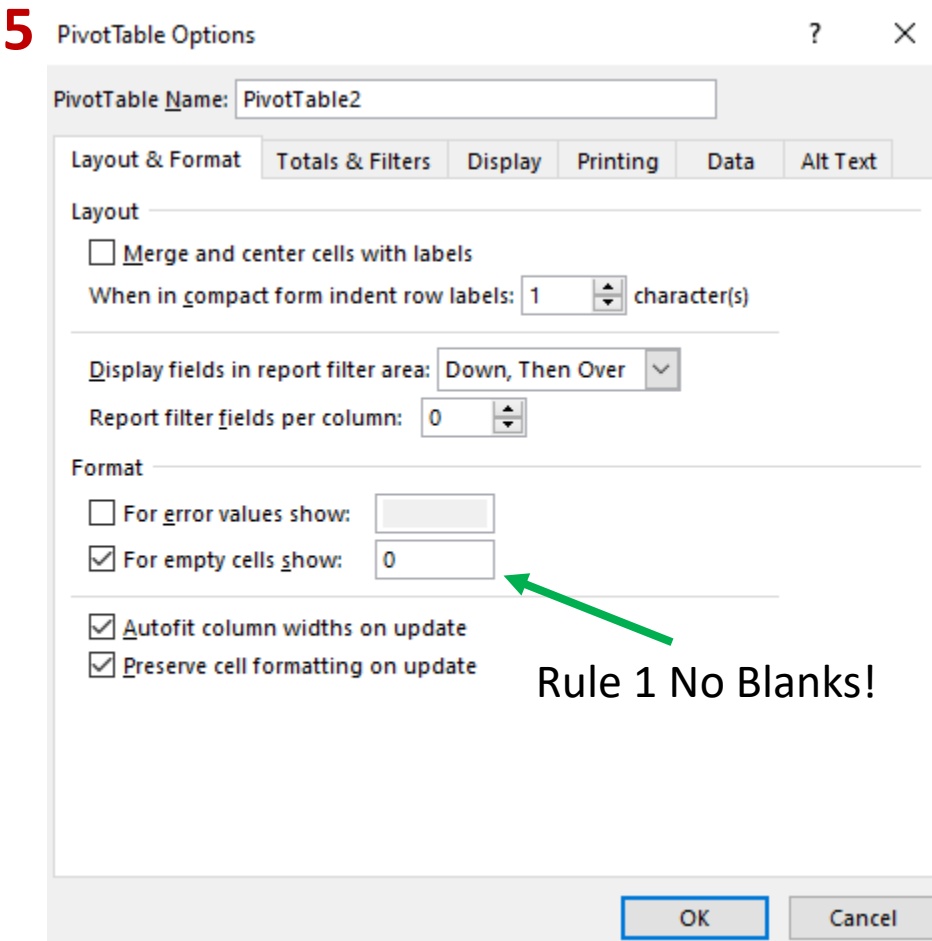 5
PivotTable Options ? ×
PivotTable Name: PivotTable2
Layout & Format Totals & Filters Display Printing Data Alt Text
Layout
Merge and center cells with labels
When in compact form indent row labels: 1 character(s)
Display fields in report filter area: Down, Then Over
Report filter fields per column: 0
Format
For error values show:
For empty cells show: 0
Autofit column widths on update
Preserve cell formatting on update
Rule 1 No Blanks!
OK Cancel